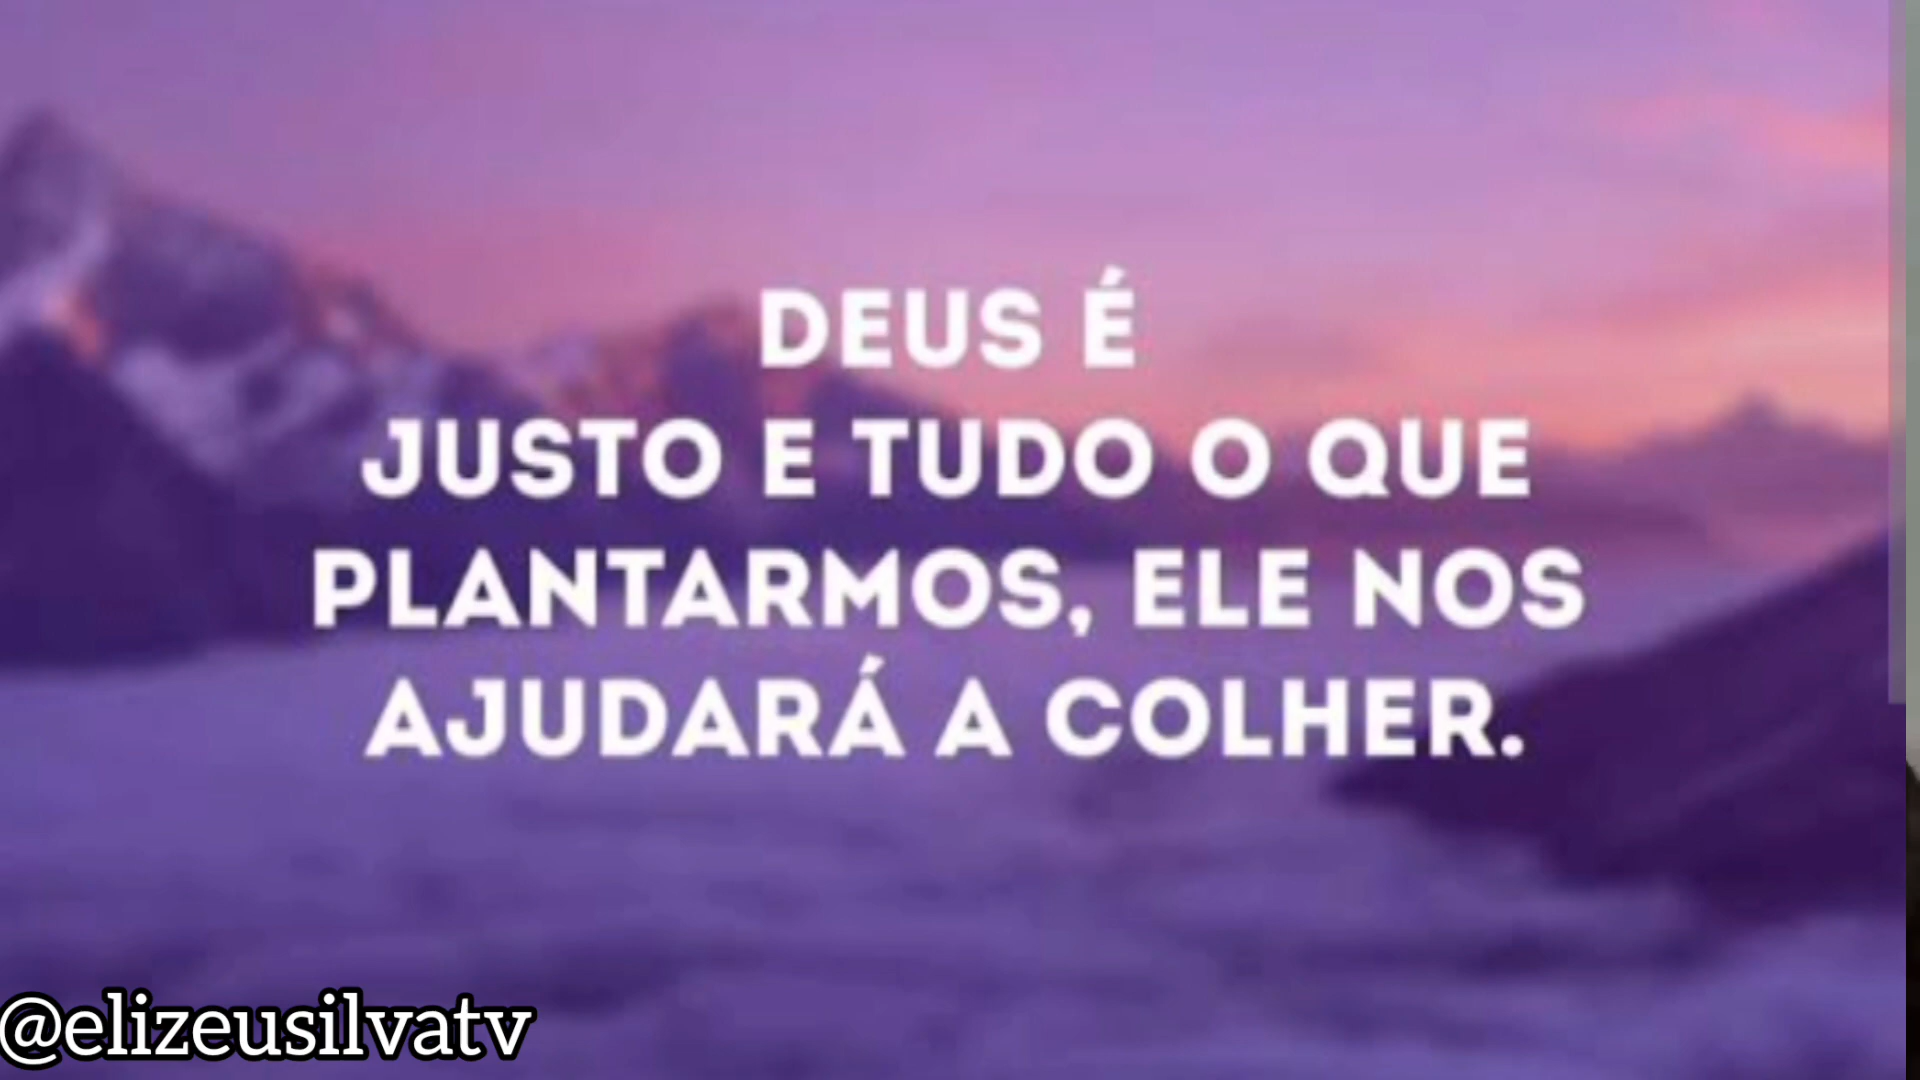 DEUS É
JUSTO E TUDO O QUE
PLANTARMOS, ELE NOS
AJUDARÁ A COLHER.
@elizeusilvatv